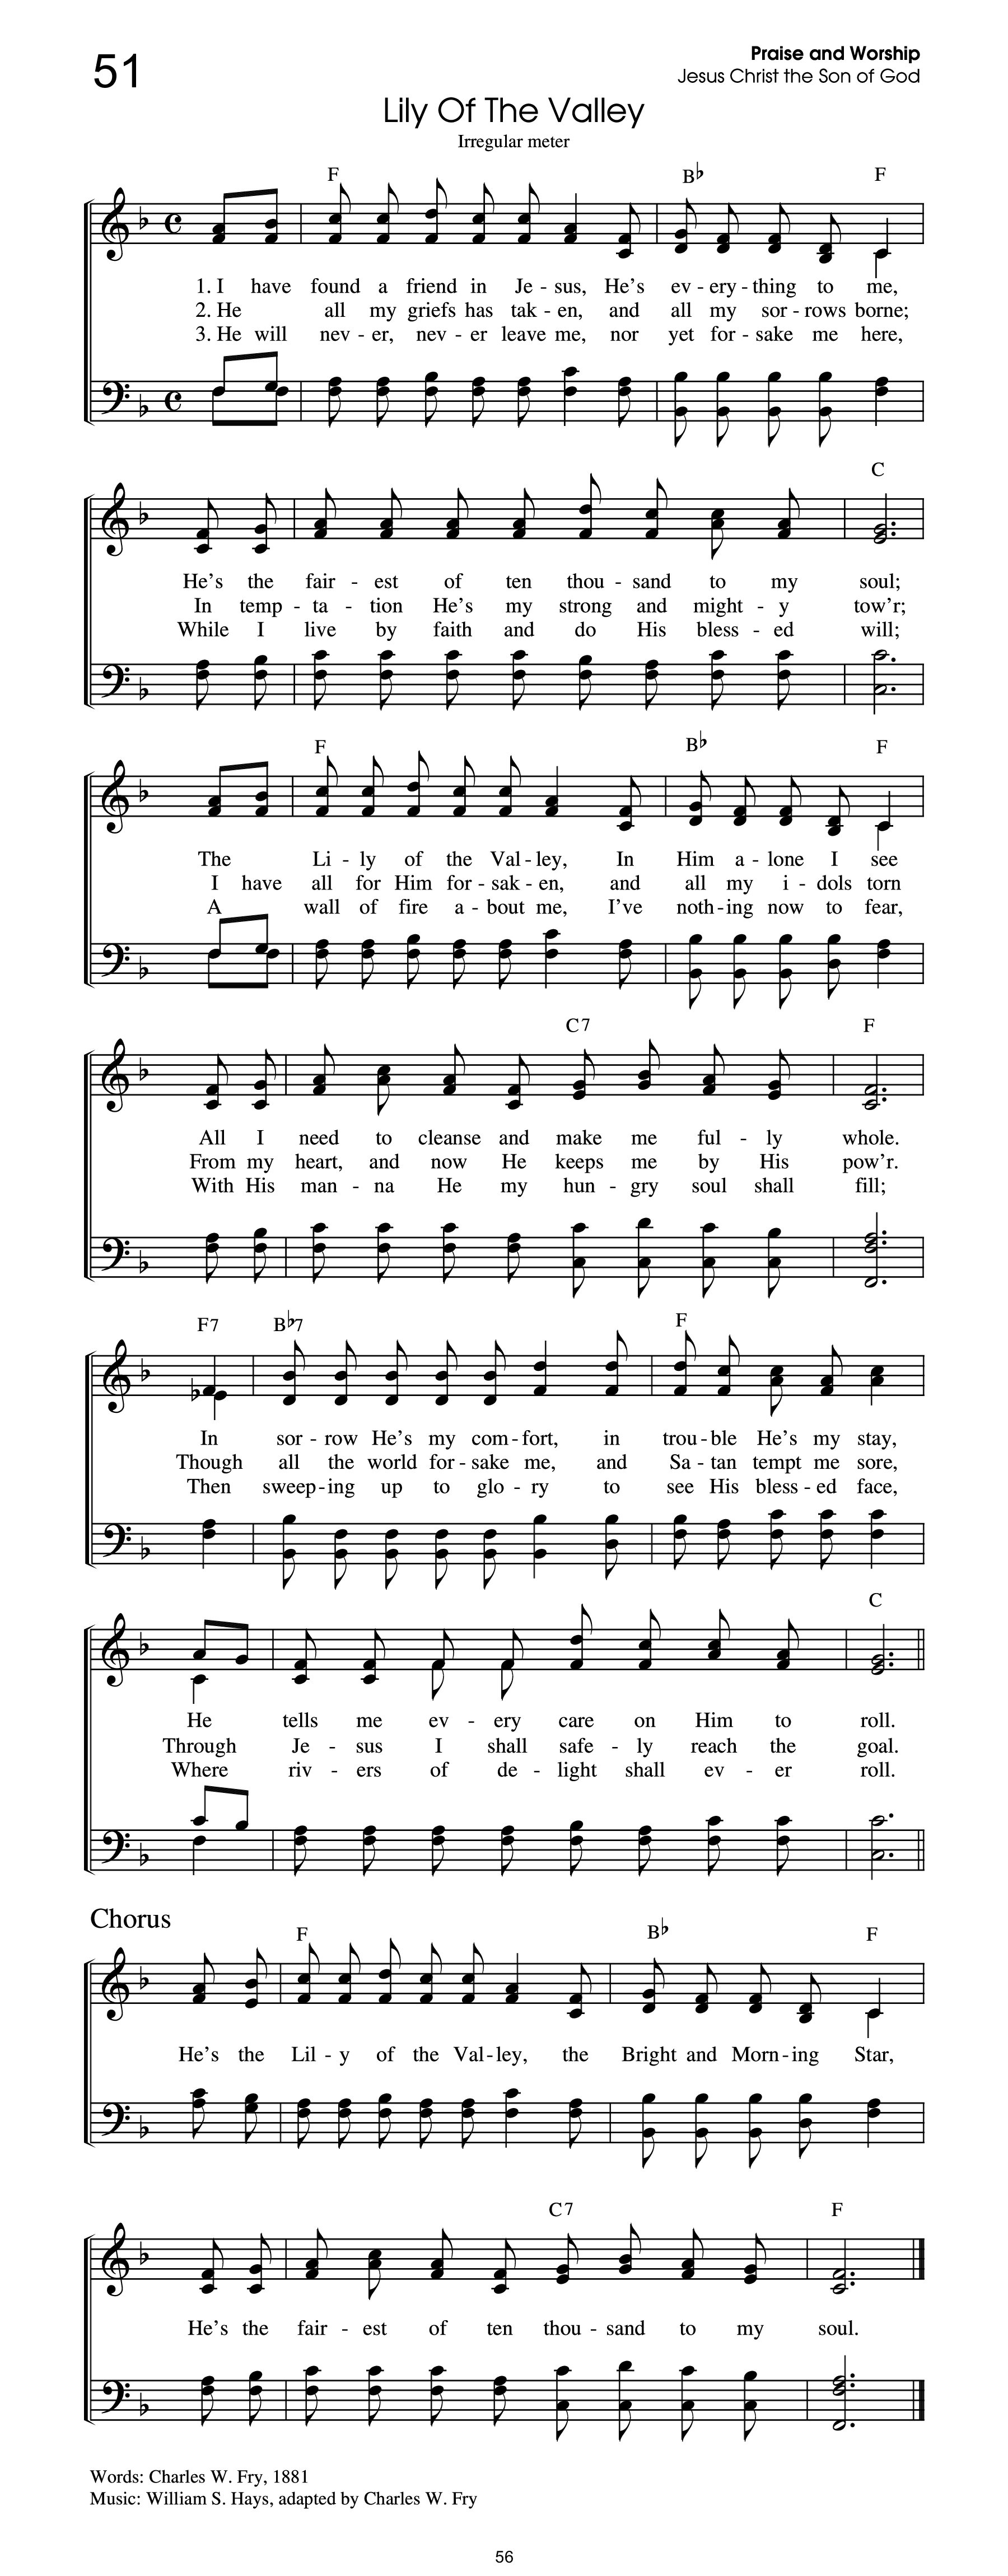 51
Praise and Worship
Jesus Christ the Son of God
Lily Of The Valley
Irregular meter
F B♭ F
1. I have found a friend in Je - sus, He's ev - ery - thing to me,
2. He all my griefs has tak - en, and all my sor - rows borne;
3. He will nev - er, nev - er leave me, nor yet for - sake me here,
C
He's the fair - est of ten thou - sand to my soul;
In temp - ta - tion He's my strong and might - y tow'r;
While I live by faith and do His bless - ed will;
F B♭ F
The Li - ly of the Val - ley, In Him a - lone I see
I have all for Him for - sak - en, and all my i - dols torn
A wall of fire a - bout me, I've noth - ing now to fear,
C7 F
All I need to cleanse and make me ful - ly whole.
From my heart, and now He keeps me by His pow'r.
With His man - na He my hun - gry soul shall fill;
F7 B♭7 F
In sor - row He's my com - fort, in trou - ble He's my stay,
Though all the world for - sake me, and Sa - tan tempt me sore,
Then sweep - ing up to glo - ry to see His bless - ed face,
C
He tells me ev - ery care on Him to roll.
Through Je - sus I shall safe - ly reach the goal.
Where riv - ers of de - light shall ev - er roll.
Chorus
F B♭ F
He's the Lil - y of the Val - ley, the Bright and Morn - ing Star,
C7 F
He's the fair - est of ten thou - sand to my soul.
Words: Charles W. Fry, 1881
Music: William S. Hays, adapted by Charles W. Fry
56